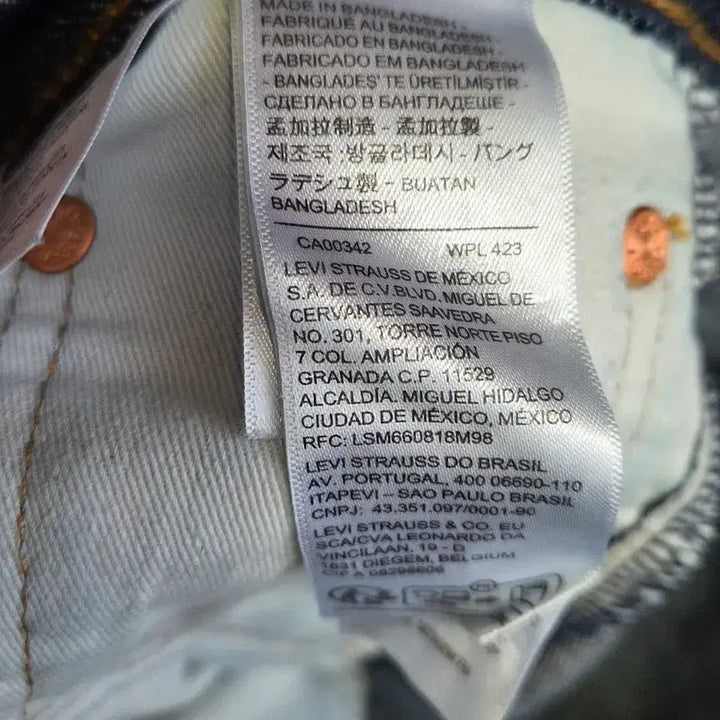 MADE IN BANGLADESH -
FABRIQUÉ AU BANGLADESH -
FABRICADO EN BANGLADESH -
FABRICADO EM BANGLADESH
- BANGLADEŞ' TE ÜRETİLMİŞTİR -
СДЕЛАНО В БАНГЛАДЕШЕ -
孟加拉制造 - 孟加拉製 -
제조국 :방글라데시 - バング
ラデシュ製 - BUATAN
BANGLADESH
CA00342 WPL 423
LEVI STRAUSS DE MÉXICO
S.A. DE C.V.BLVD. MIGUEL DE
CERVANTES SAAVEDRA
NO. 301, TORRE NORTE PISO
7 COL. AMPLIACIÓN
GRANADA C.P. 11529
ALCALDÍA. MIGUEL HIDALGO
CIUDAD DE MÉXICO, MÉXICO
RFC: LSM660818M98
LEVI STRAUSS DO BRASIL
AV. PORTUGAL, 400 06690-110
ITAPEVI – SAO PAULO BRASIL
CNPJ: 43.351.097/0001-90
LEVI STRAUSS & CO. EU
SCA/CVA LEONARDO DA
VINCILAAN, 19 - D
1831 DIEGEM, BELGIUM